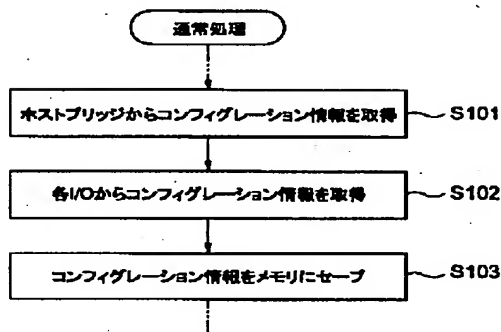 通常処理
ホストブリッジからコンフィグレーション情報を取得
S101
各I/Oからコンフィグレーション情報を取得
S102
コンフィグレーション情報をメモリにセーブ
S103